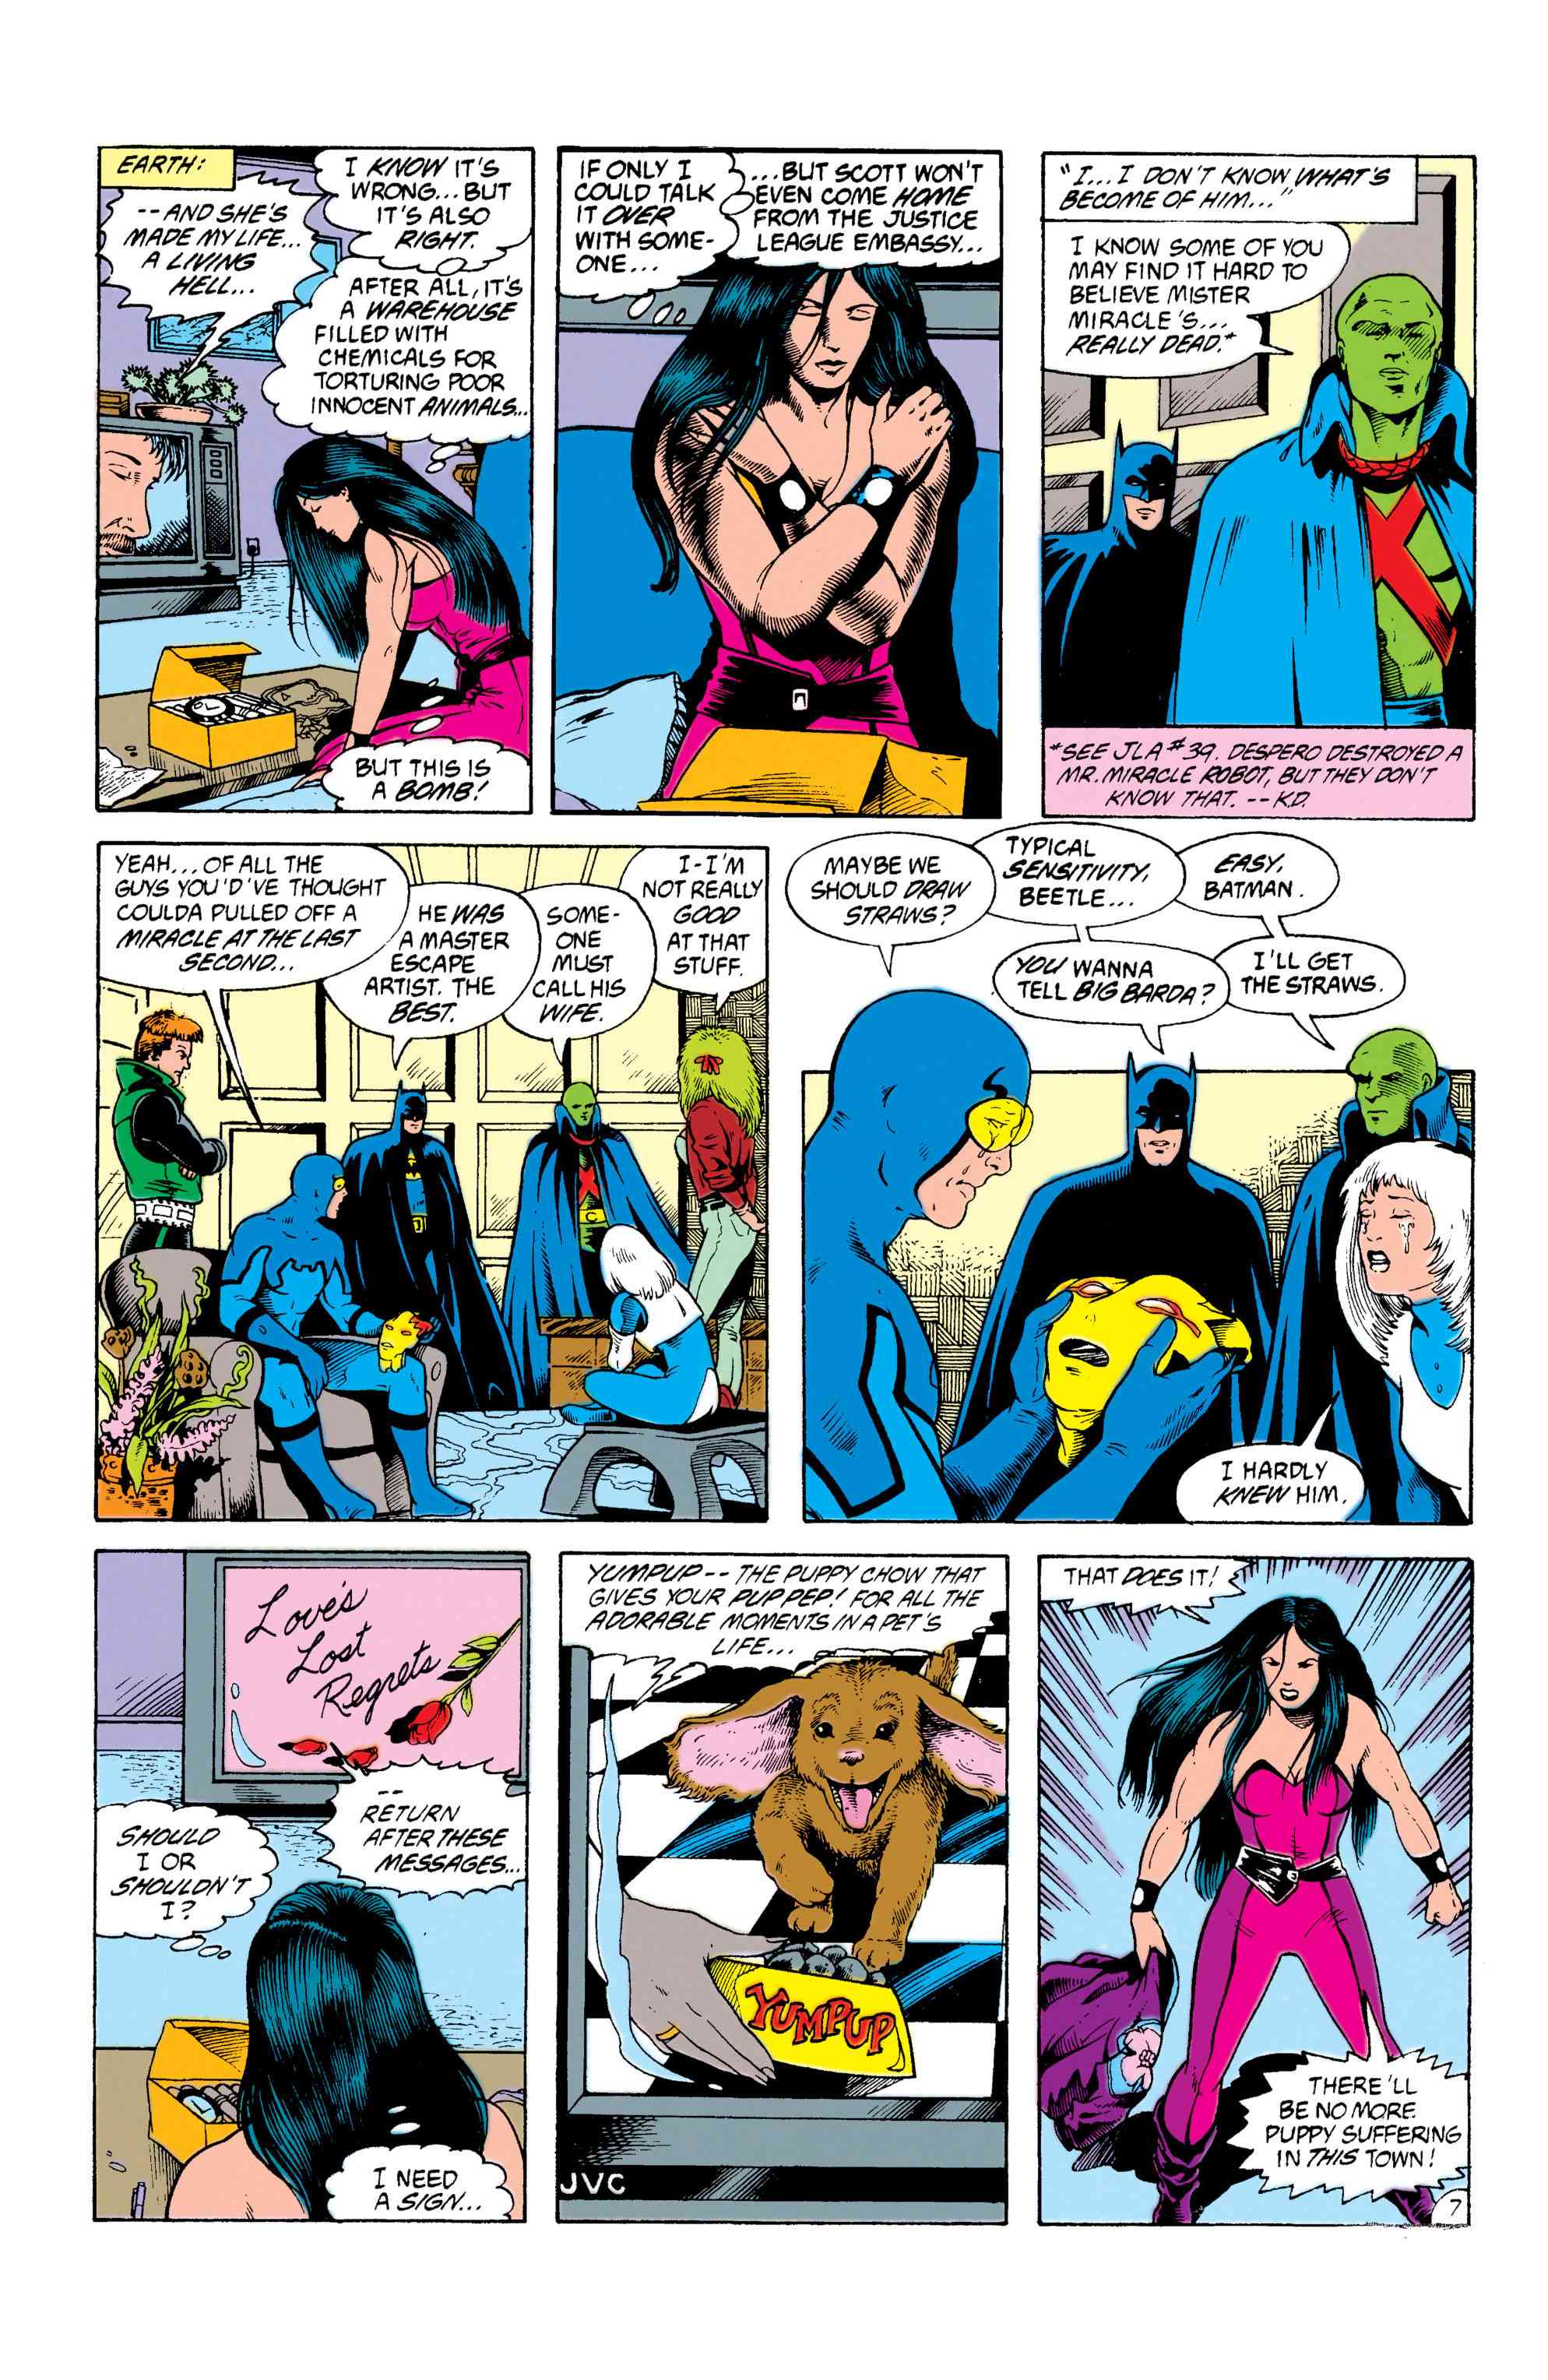 EARTH:
--AND SHE'S
MADE MY LIFE...
A LIVING
HELL...
I KNOW IT'S
WRONG... BUT
IT'S ALSO
RIGHT.
AFTER ALL, IT'S
A WAREHOUSE
FILLED WITH
CHEMICALS FOR
TORTURING POOR
INNOCENT ANIMALS...
BUT THIS IS
A BOMB!
IF ONLY I
COULD TALK
IT OVER
WITH SOME-
ONE...
...BUT SCOTT WON'T
EVEN COME HOME
FROM THE JUSTICE
LEAGUE EMBASSY...
"I... I DON'T KNOW WHAT'S
BECOME OF HIM..."
I KNOW SOME OF YOU
MAY FIND IT HARD TO
BELIEVE MISTER
MIRACLE'S...
REALLY DEAD.*
*SEE JLA #39. DESPERO DESTROYED A
MR. MIRACLE ROBOT, BUT THEY DON'T
KNOW THAT. --KD.
YEAH... OF ALL THE
GUYS YOU'D'VE THOUGHT
COULDA PULLED OFF A
MIRACLE AT THE LAST
SECOND...
HE WAS
A MASTER
ESCAPE
ARTIST. THE
BEST.
SOME-
ONE
MUST
CALL HIS
WIFE.
I-I'M
NOT REALLY
GOOD
AT THAT
STUFF.
C
MAYBE WE
SHOULD DRAW
STRAWS?
TYPICAL
SENSITIVITY,
BEETLE...
YOU WANNA
TELL BIG BARDA?
EASY,
BATMAN.
I'LL GET
THE STRAWS.
I HARDLY
KNEW HIM.
Love's
Lost
Regrets
--
RETURN
AFTER THESE
MESSAGES...
SHOULD
I OR
SHOULDN'T
I?
I NEED
A SIGN...
YUMPUP-- THE PUPPY CHOW THAT
GIVES YOUR PUP PEP! FOR ALL THE
ADORABLE MOMENTS IN A PET'S
LIFE...
YUMPUP
JVC
THAT DOES IT!
THERE'LL
BE NO MORE
PUPPY SUFFERING
IN THIS TOWN!
7